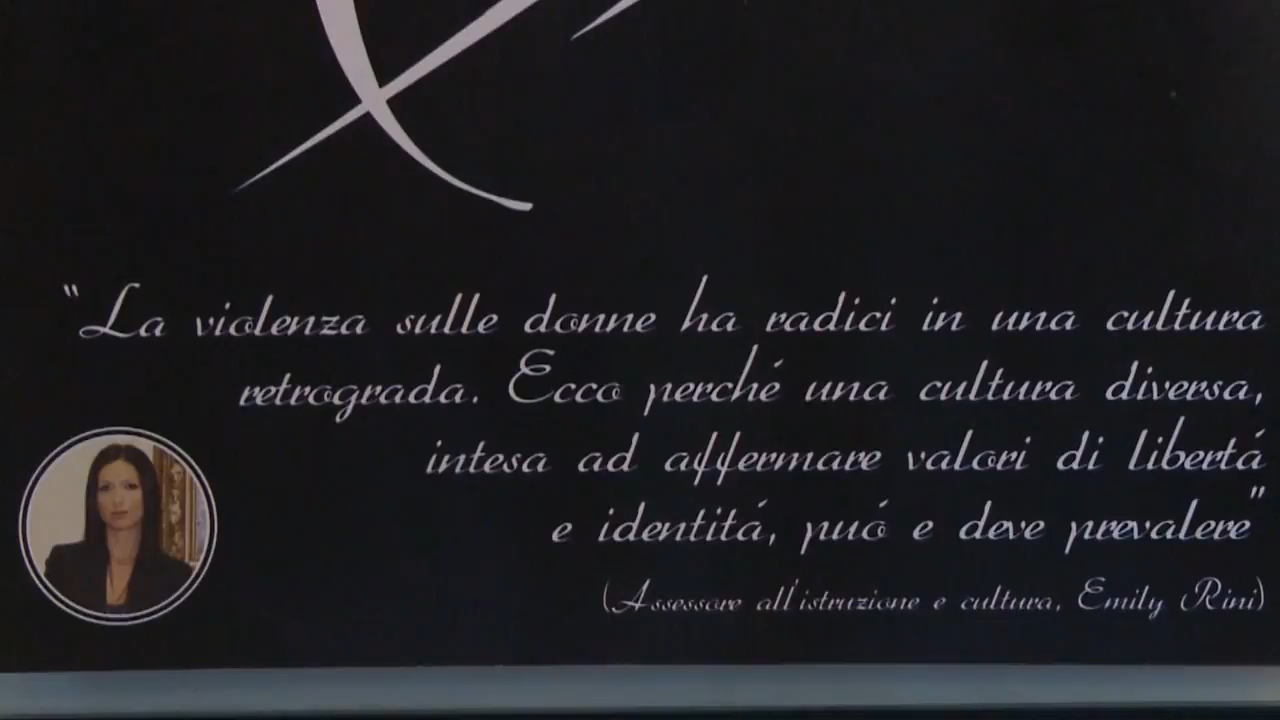 "La violenza sulle donne ha radici in una cultura
retrograda. Ecco perché una cultura diversa,
intesa ad affermare valori di libertá
e identitá, puó e deve prevalere"
(Assessore all'istruzione e cultura, Emily Rini)